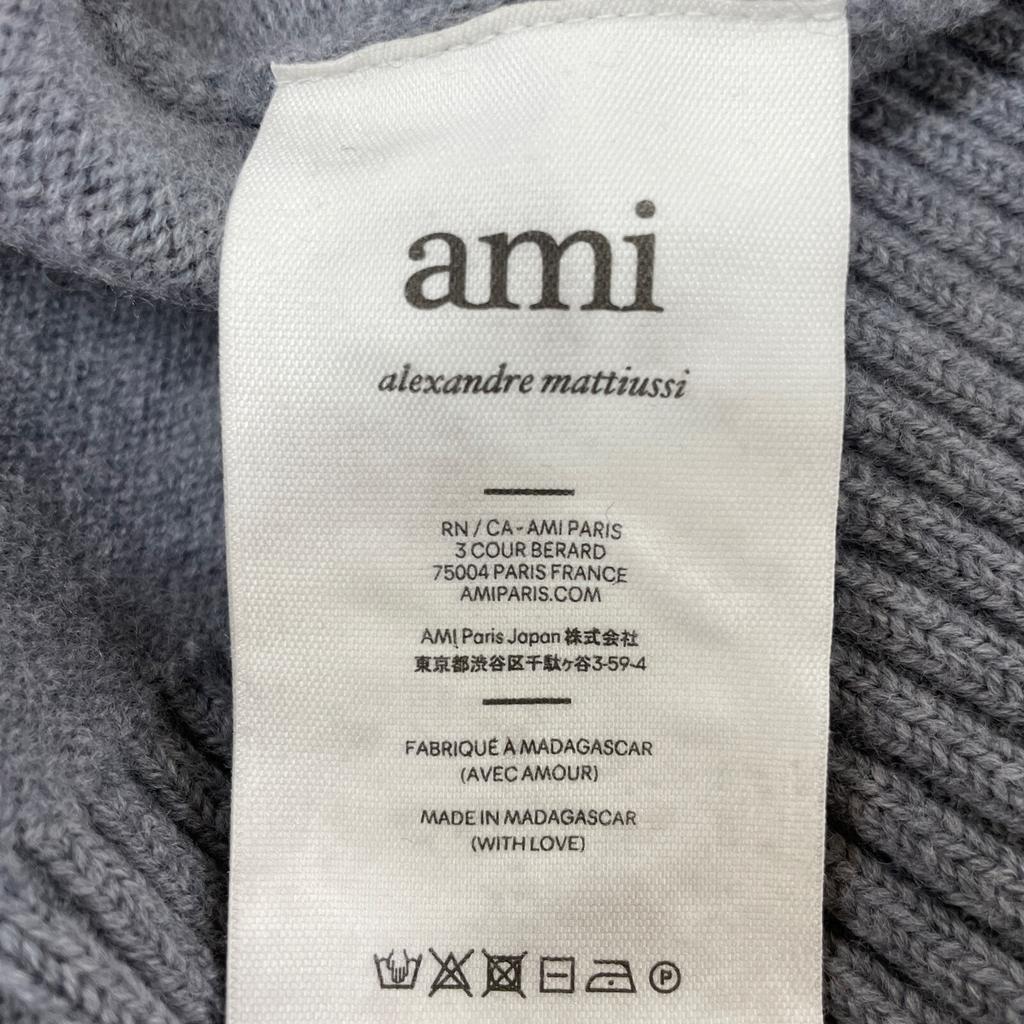 ami
alexandre mattiussi
RN / CA - AMI PARIS
3 COUR BERARD
75004 PARIS FRANCE
AMIPARIS.COM
AMI Paris Japan 株式会社
東京都渋谷区千駄ヶ谷3-59-4
FABRIQUÉ À MADAGASCAR
(AVEC AMOUR)
MADE IN MADAGASCAR
(WITH LOVE)
P